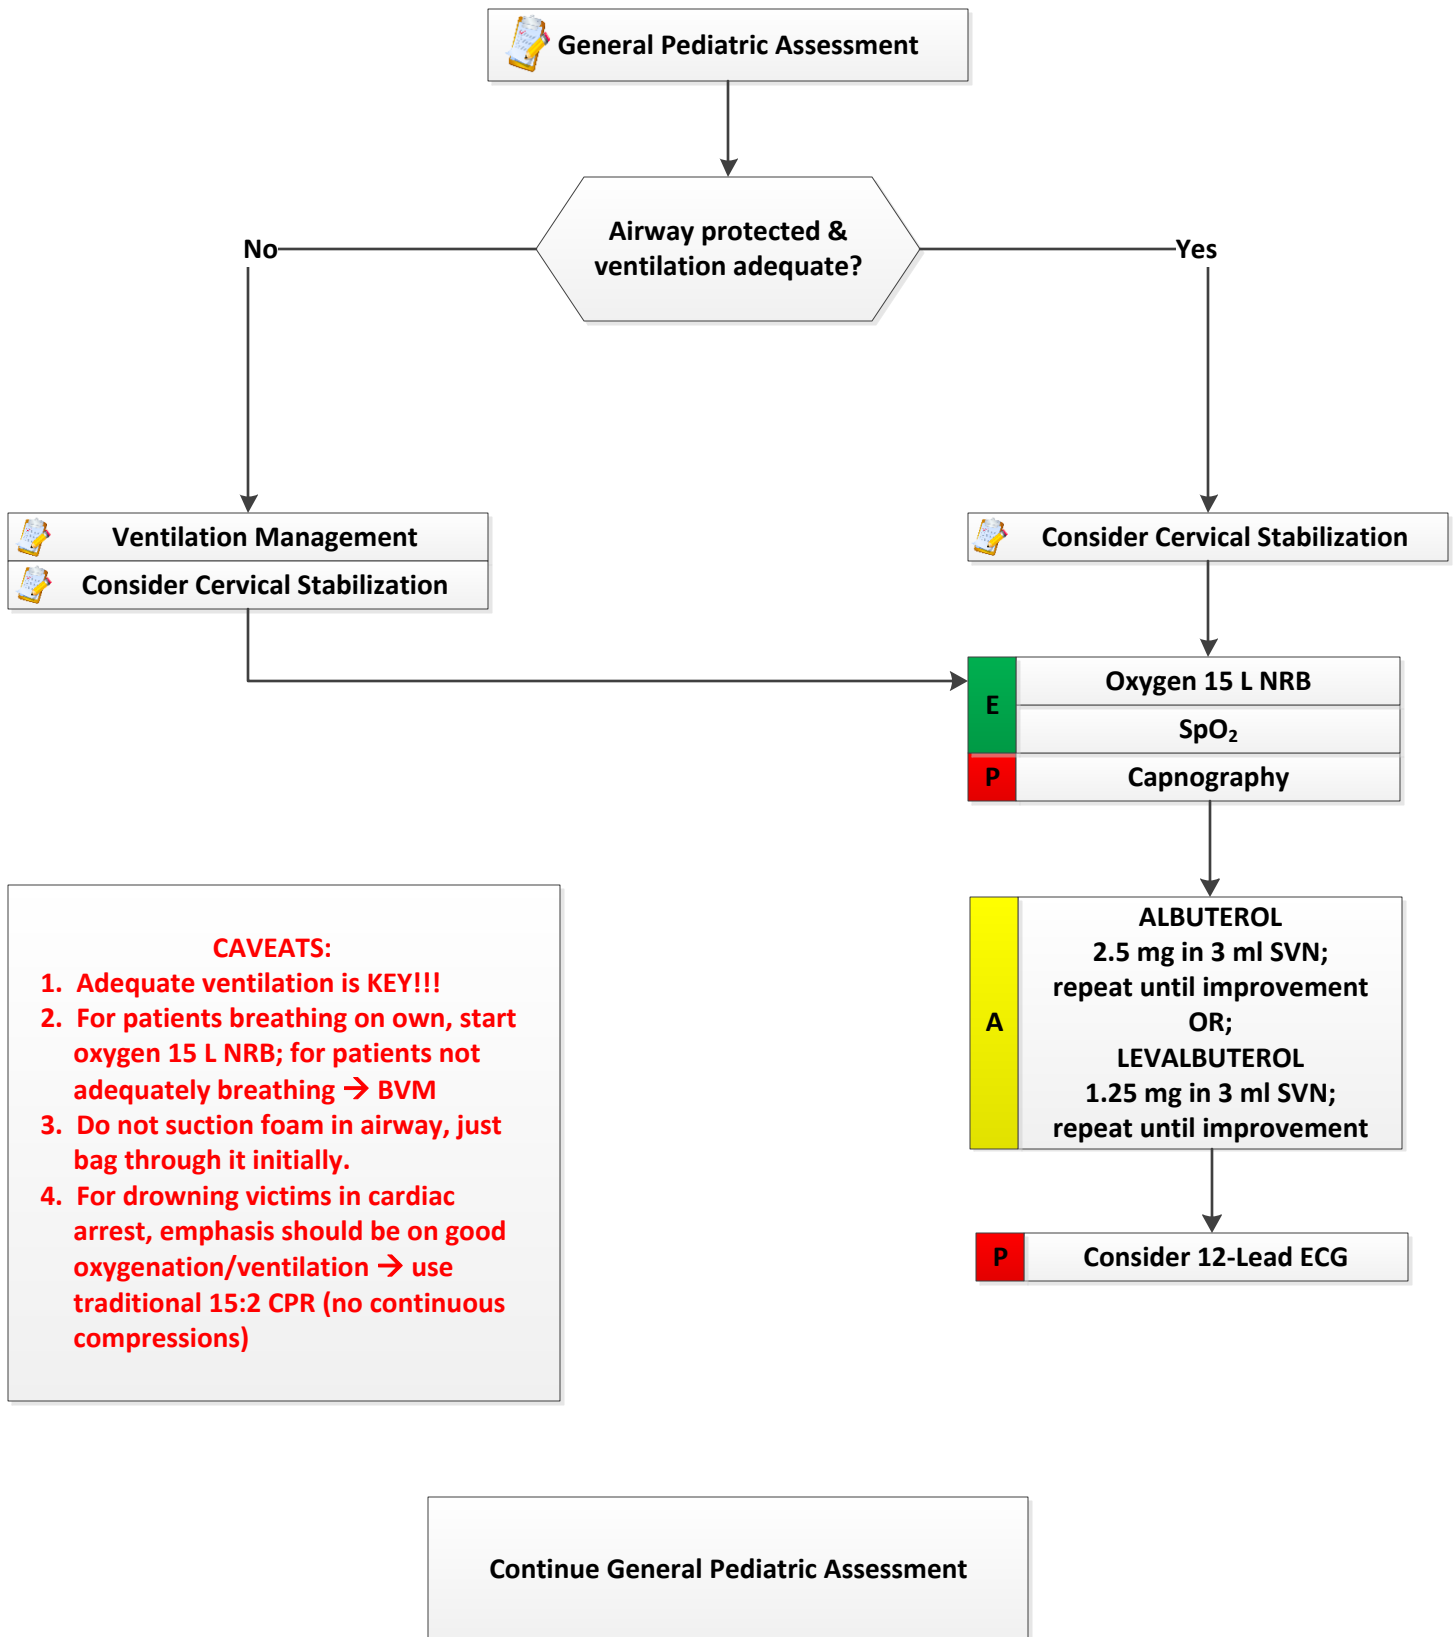 General Pediatric Assessment
Airway protected &
ventilation adequate?
No
Yes
Ventilation Management
Consider Cervical Stabilization
Consider Cervical Stabilization
E
Oxygen 15 L NRB
SpO₂
P
Capnography
A
ALBUTEROL
2.5 mg in 3 ml SVN;
repeat until improvement
OR;
LEVALBUTEROL
1.25 mg in 3 ml SVN;
repeat until improvement
P
Consider 12-Lead ECG
CAVEATS:
1. Adequate ventilation is KEY!!!
2. For patients breathing on own, start
oxygen 15 L NRB; for patients not
adequately breathing → BVM
3. Do not suction foam in airway, just
bag through it initially.
4. For drowning victims in cardiac
arrest, emphasis should be on good
oxygenation/ventilation → use
traditional 15:2 CPR (no continuous
compressions)
Continue General Pediatric Assessment